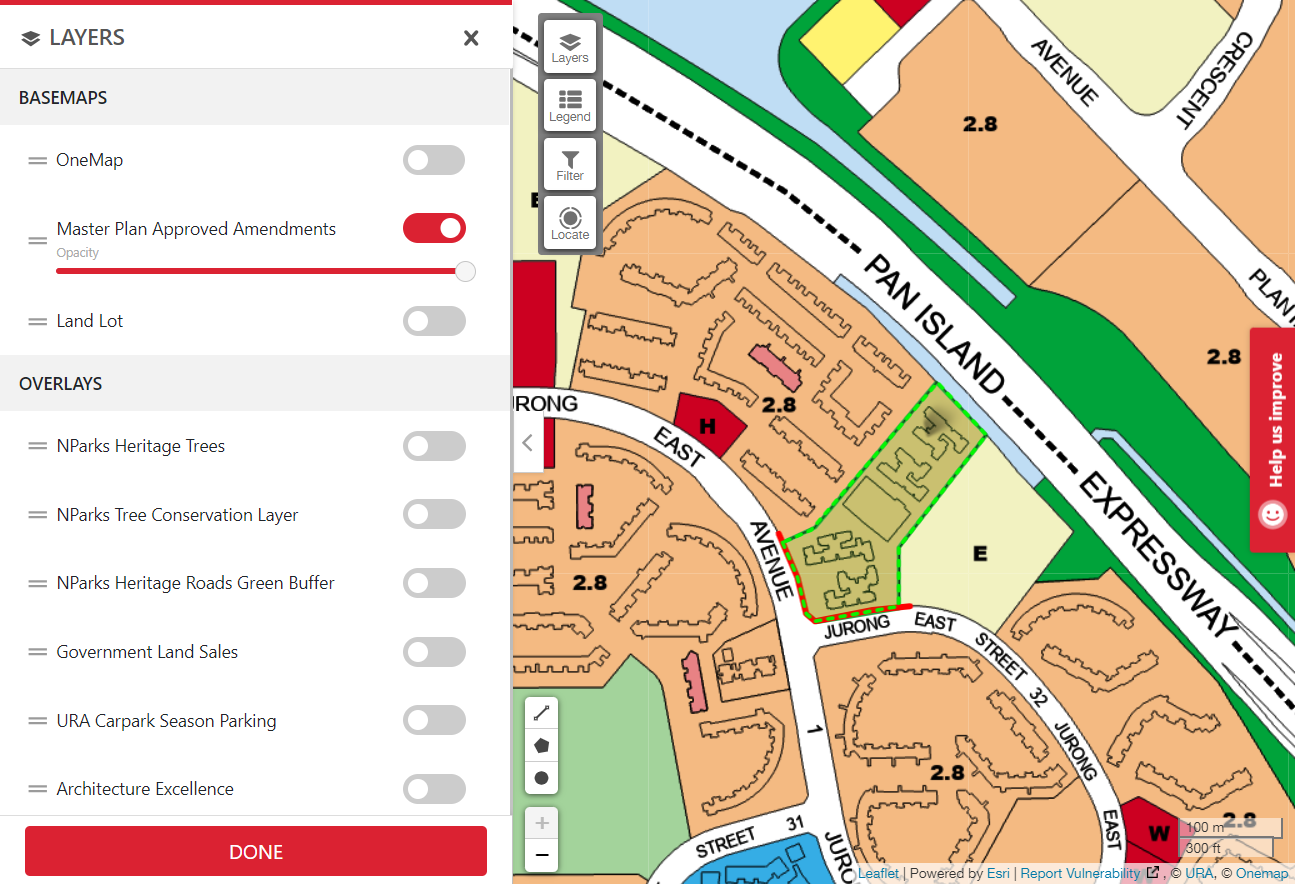 LAYERS
BASEMAPS
OneMap
Master Plan Approved Amendments
Opacity
Land Lot
OVERLAYS
NParks Heritage Trees
NParks Tree Conservation Layer
NParks Heritage Roads Green Buffer
Government Land Sales
URA Carpark Season Parking
Architecture Excellence
DONE
Layers
Legend
Filter
Locate
AVENUE
CRESCENT
2.8
PLANT
2.8
PAN ISLAND
EXPRESSWAY
2.8
H
JRONG
EAST
AVENUE
1
2.8
E
JURONG
EAST
STREET
32
JURONG
EAST
2.8
STREET
31
JURO
W
2.8
100 m
300 ft
Help us improve
Leaflet | Powered by Esri | Report Vulnerability , © URA, © Onemap